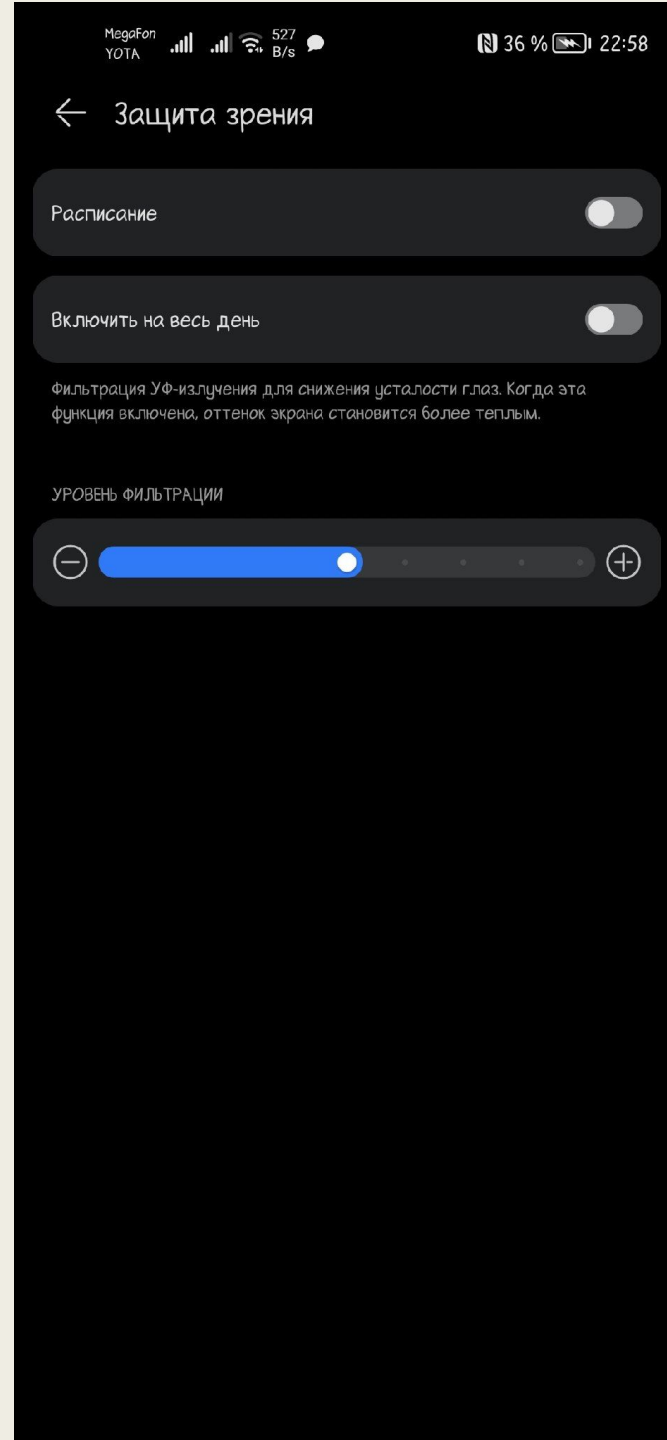 MegaFon
YOTA
527
B/s
36 % 22:58
Защита зрения
Расписание
Включить на весь день
Фильтрация УФ-излучения для снижения усталости глаз. Когда эта
функция включена, оттенок экрана становится более теплым.
УРОВЕНЬ ФИЛЬТРАЦИИ